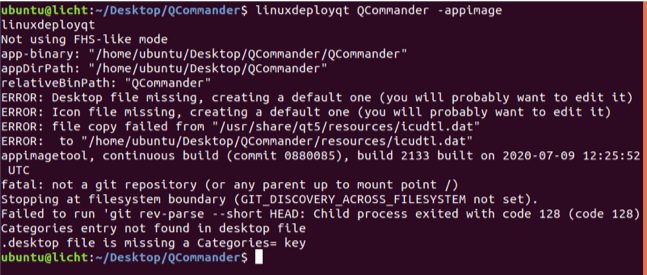 ubuntu@licht:~/Desktop/QCommander$ linuxdeployqt QCommander -appimage
linuxdeployqt
Not using FHS-like mode
app-binary: "/home/ubuntu/Desktop/QCommander/QCommander"
appDirPath: "/home/ubuntu/Desktop/QCommander"
relativeBinPath: "QCommander"
ERROR: Desktop file missing, creating a default one (you will probably want to edit it)
ERROR: Icon file missing, creating a default one (you will probably want to edit it)
ERROR: file copy failed from "/usr/share/qt5/resources/icudtl.dat"
ERROR:  to "/home/ubuntu/Desktop/QCommander/resources/icudtl.dat"
appimagetool, continuous build (commit 0880085), build 2133 built on 2020-07-09 12:25:52
 UTC
fatal: not a git repository (or any parent up to mount point /)
Stopping at filesystem boundary (GIT_DISCOVERY_ACROSS_FILESYSTEM not set).
Failed to run 'git rev-parse --short HEAD: Child process exited with code 128 (code 128)
Categories entry not found in desktop file
.desktop file is missing a Categories= key
ubuntu@licht:~/Desktop/QCommander$